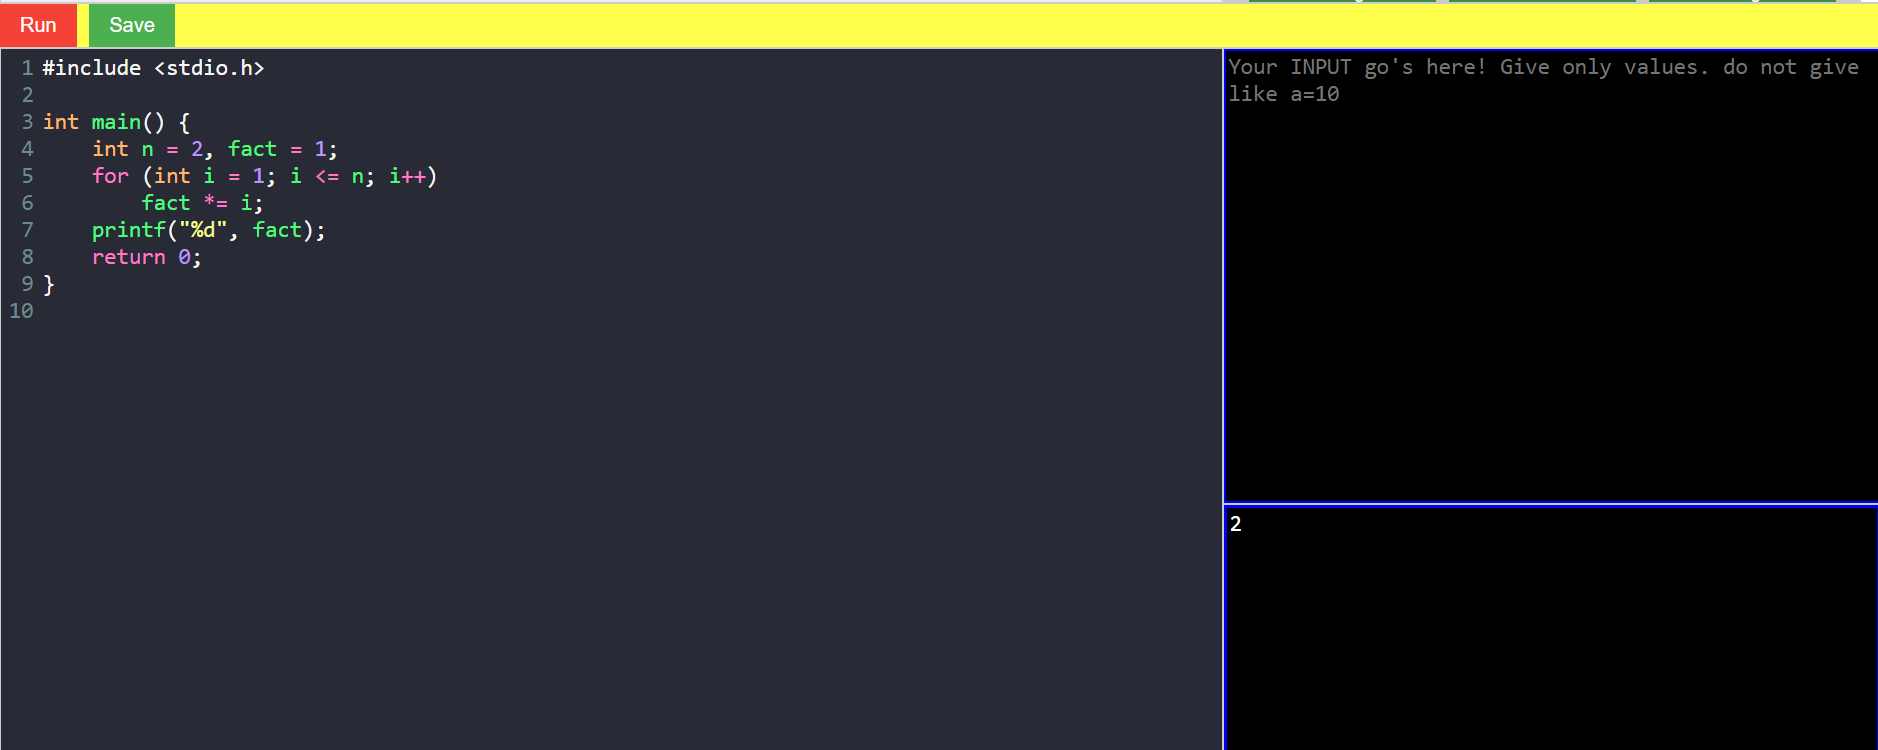 Run Save
1 #include <stdio.h>
2
3 int main() {
4     int n = 2, fact = 1;
5     for (int i = 1; i <= n; i++)
6         fact *= i;
7     printf("%d", fact);
8     return 0;
9 }
10
Your INPUT go's here! Give only values. do not give
like a=10
2